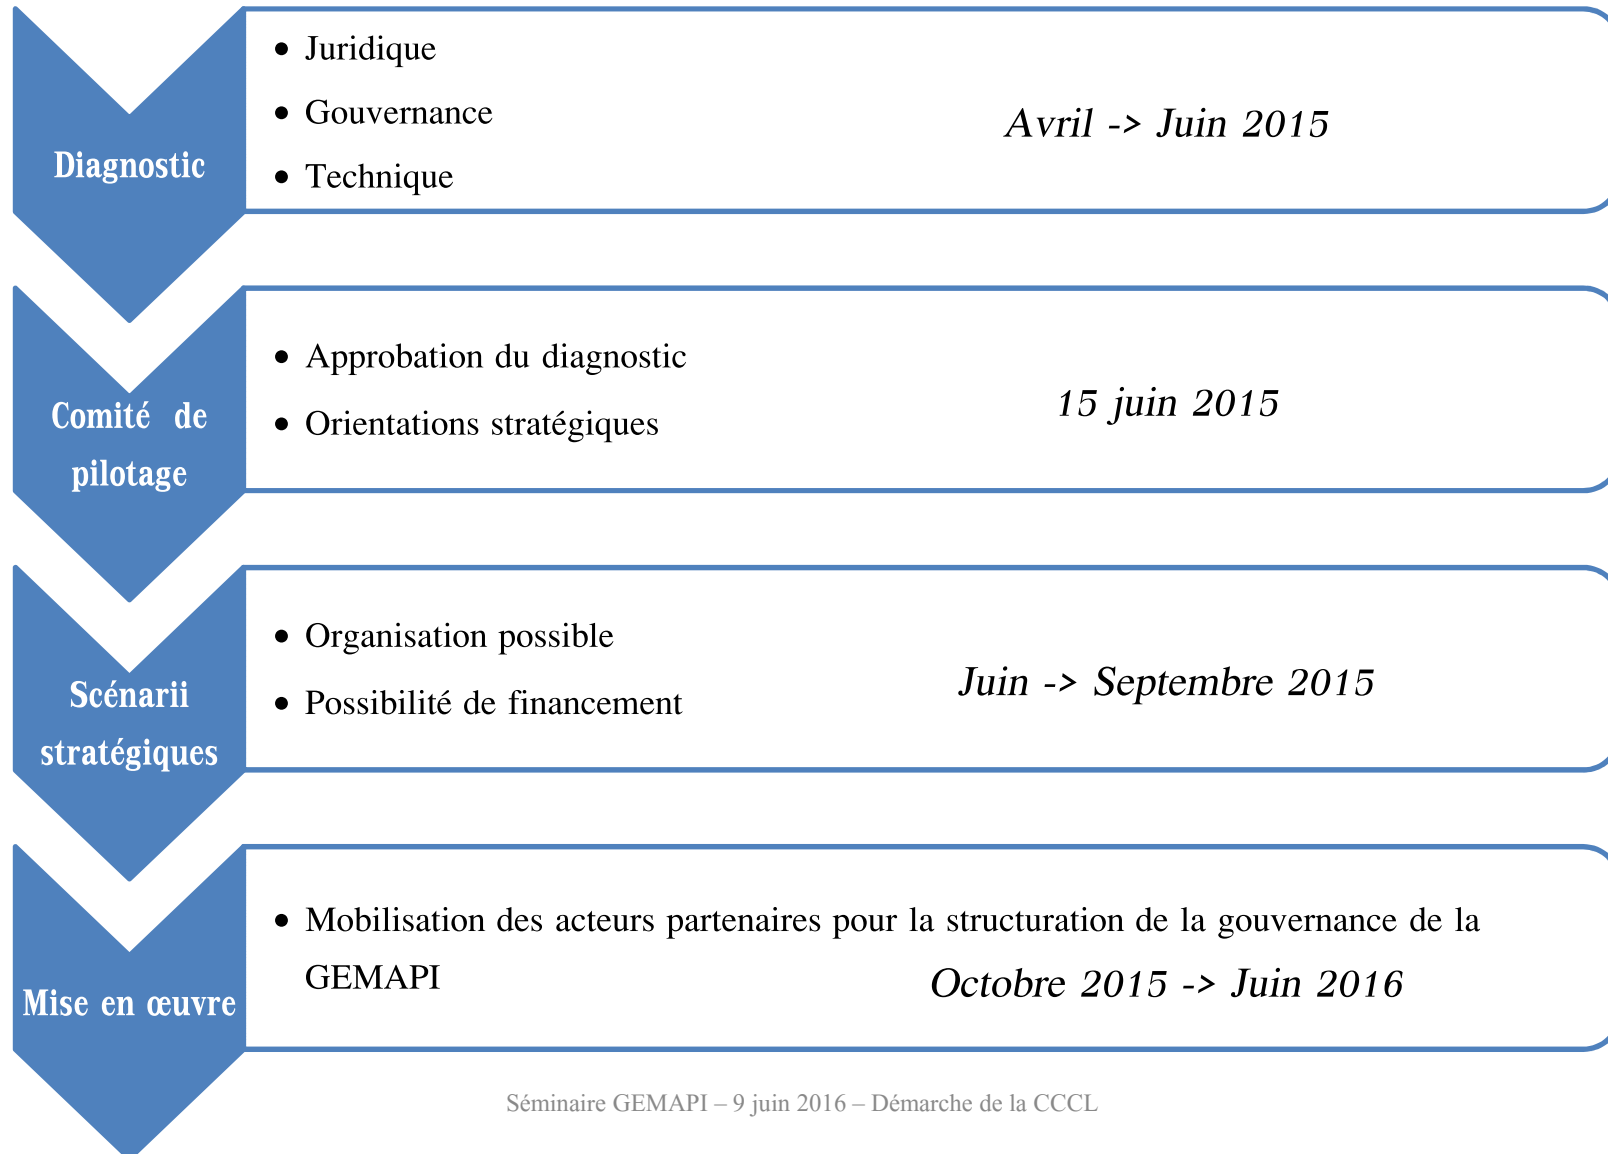 Diagnostic
• Juridique
• Gouvernance
• Technique
Avril -> Juin 2015
Comité de
pilotage
• Approbation du diagnostic
• Orientations stratégiques
15 juin 2015
Scénarii
stratégiques
• Organisation possible
• Possibilité de financement
Juin -> Septembre 2015
Mise en œuvre
• Mobilisation des acteurs partenaires pour la structuration de la gouvernance de la
GEMAPI
Octobre 2015 -> Juin 2016
Séminaire GEMAPI – 9 juin 2016 – Démarche de la CCCL